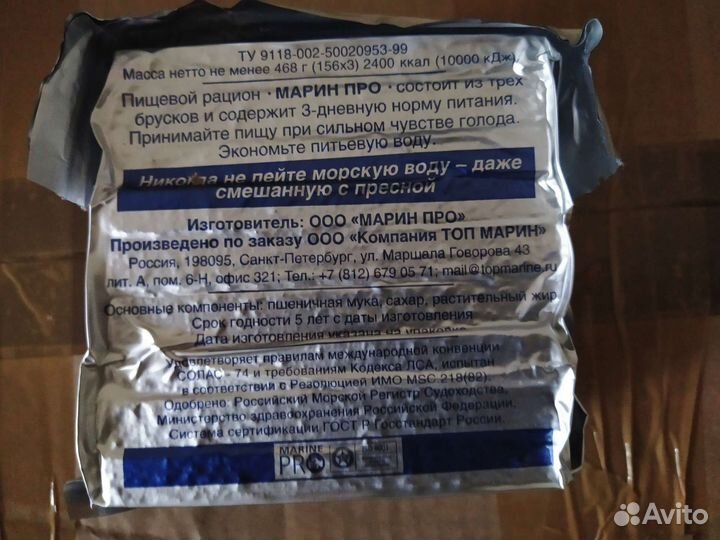 ТУ 9118-002-50020953-99
Масса нетто не менее 468 г (156х3) 2400 ккал (10000 кДж)
Пищевой рацион • МАРИН ПРО • состоит из трех
брусков и содержит 3-дневную норму питания.
Принимайте пищу при сильном чувстве голода.
Экономьте питьевую воду.
Никогда не пейте морскую воду – даже
смешанную с пресной
Изготовитель: ООО «МАРИН ПРО»
Произведено по заказу ООО «Компания ТОП МАРИН»
Россия, 198095, Санкт-Петербург, ул. Маршала Говорова 43
лит. А, пом. 6-Н, офис 321; Тел.: +7 (812) 679 05 71; mail@topmarine.ru
Основные компоненты: пшеничная мука, сахар, растительный жир
Срок годности 5 лет с даты изготовления
Дата изготовления указана на упаковке
Удовлетворяет правилам международной конвенции
СОЛАС - 74 и требованиям Кодекса ЛСА, испытан
в соответствии с Резолюцией ИМО MSC 218(82).
Одобрено: Российский Морской Регистр Судоходства,
Министерство здравоохранения Российской Федерации,
Система сертификации ГОСТ Р Госстандарт России.
MARINE
PRO
Avito